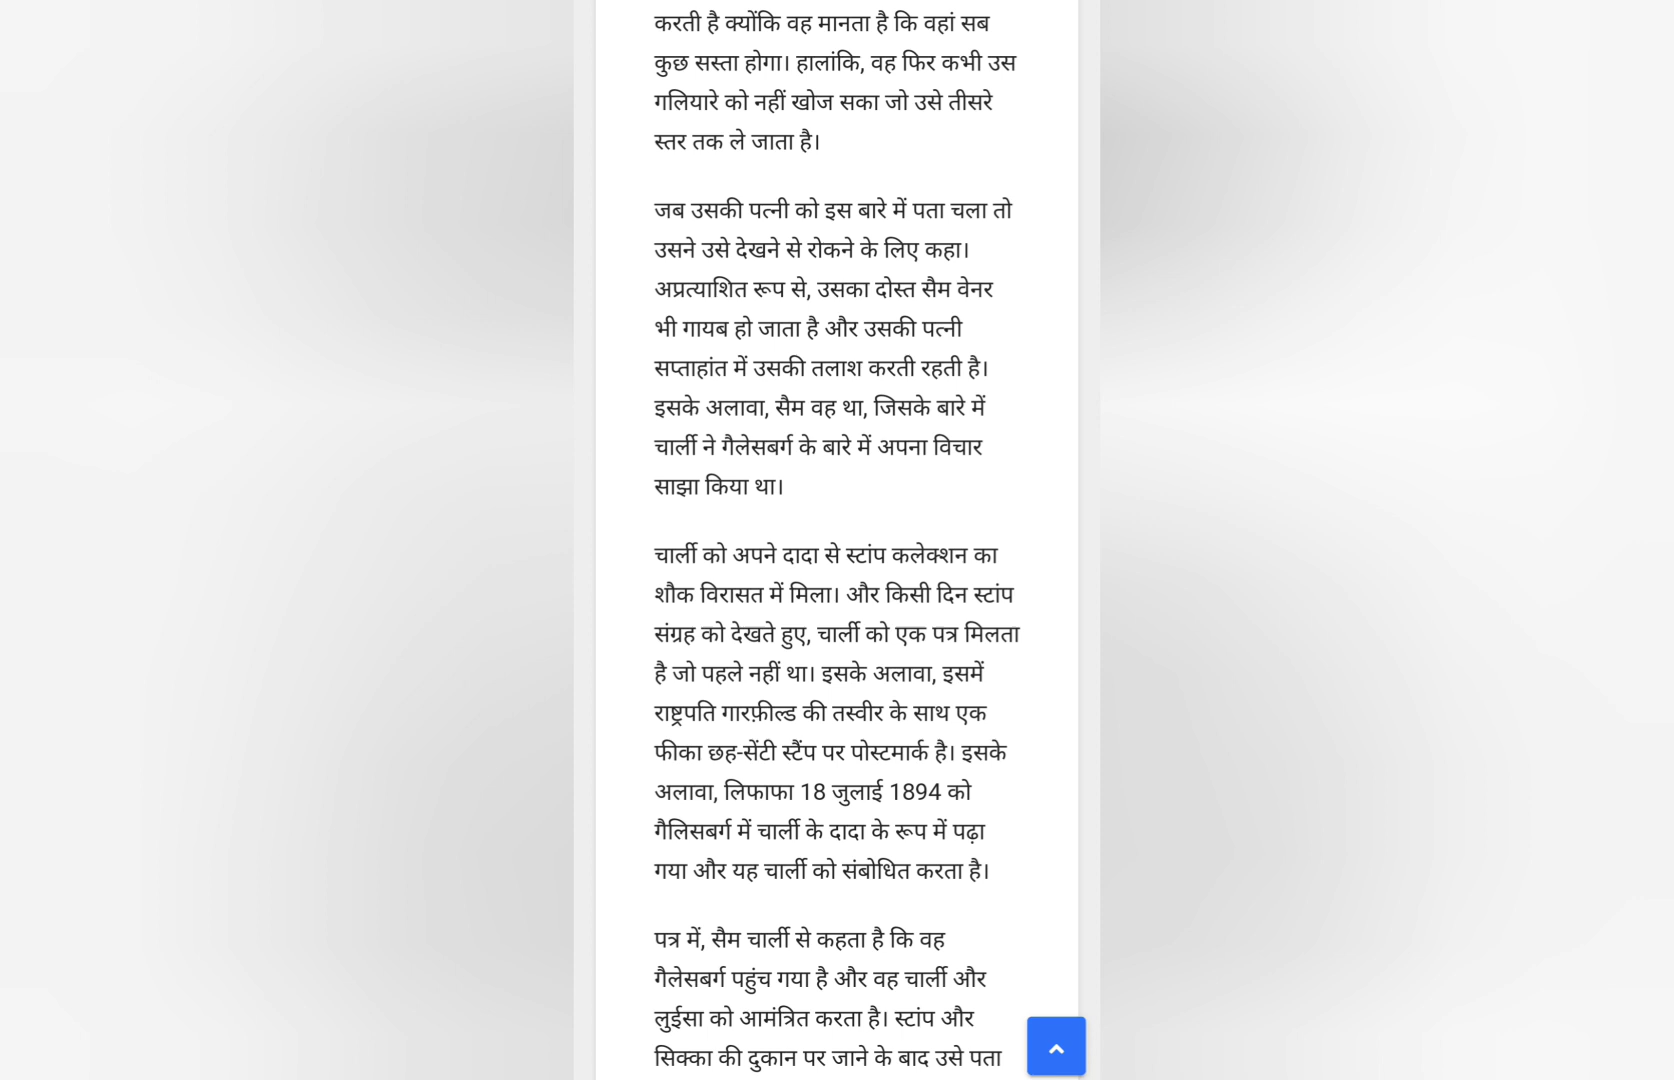 करती है क्योंकि वह मानता है कि वहां सब
कुछ सस्ता होगा। हालांकि, वह फिर कभी उस
गलियारे को नहीं खोज सका जो उसे तीसरे
स्तर तक ले जाता है।
जब उसकी पत्नी को इस बारे में पता चला तो
उसने उसे देखने से रोकने के लिए कहा।
अप्रत्याशित रूप से, उसका दोस्त सैम वेनर
भी गायब हो जाता है और उसकी पत्नी
सप्ताहांत में उसकी तलाश करती रहती है।
इसके अलावा, सैम वह था, जिसके बारे में
चार्ली ने गैलेसबर्ग के बारे में अपना विचार
साझा किया था।
चार्ली को अपने दादा से स्टांप कलेक्शन का
शौक विरासत में मिला। और किसी दिन स्टांप
संग्रह को देखते हुए, चार्ली को एक पत्र मिलता
है जो पहले नहीं था। इसके अलावा, इसमें
राष्ट्रपति गारफ़ील्ड की तस्वीर के साथ एक
फीका छह-सेंटी स्टैंप पर पोस्टमार्क है। इसके
अलावा, लिफाफा 18 जुलाई 1894 को
गैलिसबर्ग में चार्ली के दादा के रूप में पढ़ा
गया और यह चार्ली को संबोधित करता है।
पत्र में, सैम चार्ली से कहता है कि वह
गैलेसबर्ग पहुंच गया है और वह चार्ली और
लुईसा को आमंत्रित करता है। स्टांप और
सिक्का की दुकान पर जाने के बाद उसे पता